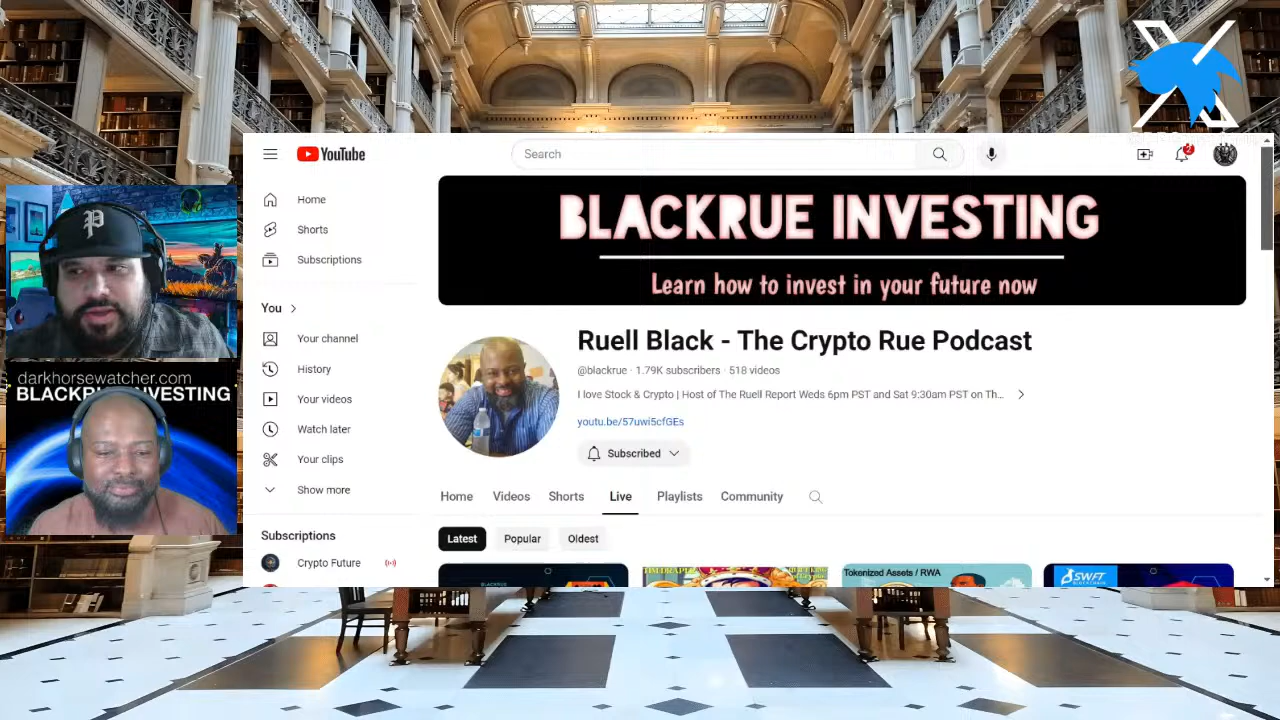 YouTube
Search
2
Home
Shorts
Subscriptions
You
Your channel
History
Your videos
Watch later
Your clips
Show more
Subscriptions
Crypto Future
BLACKRUE INVESTING
Learn how to invest in your future now
Ruell Black - The Crypto Rue Podcast
@blackrue · 1.79K subscribers · 518 videos
I love Stock & Crypto | Host of The Ruell Report Weds 6pm PST and Sat 9:30am PST on Th...
youtu.be/57uwi5cfGEs
Subscribed
Home Videos Shorts Live Playlists Community
Latest Popular Oldest
TIM DRAPER
Tokenized Assets / RWA
SWFT
BLOCKCHAIN
P
darkhorsewatcher.com
BLACKRUE INVESTING